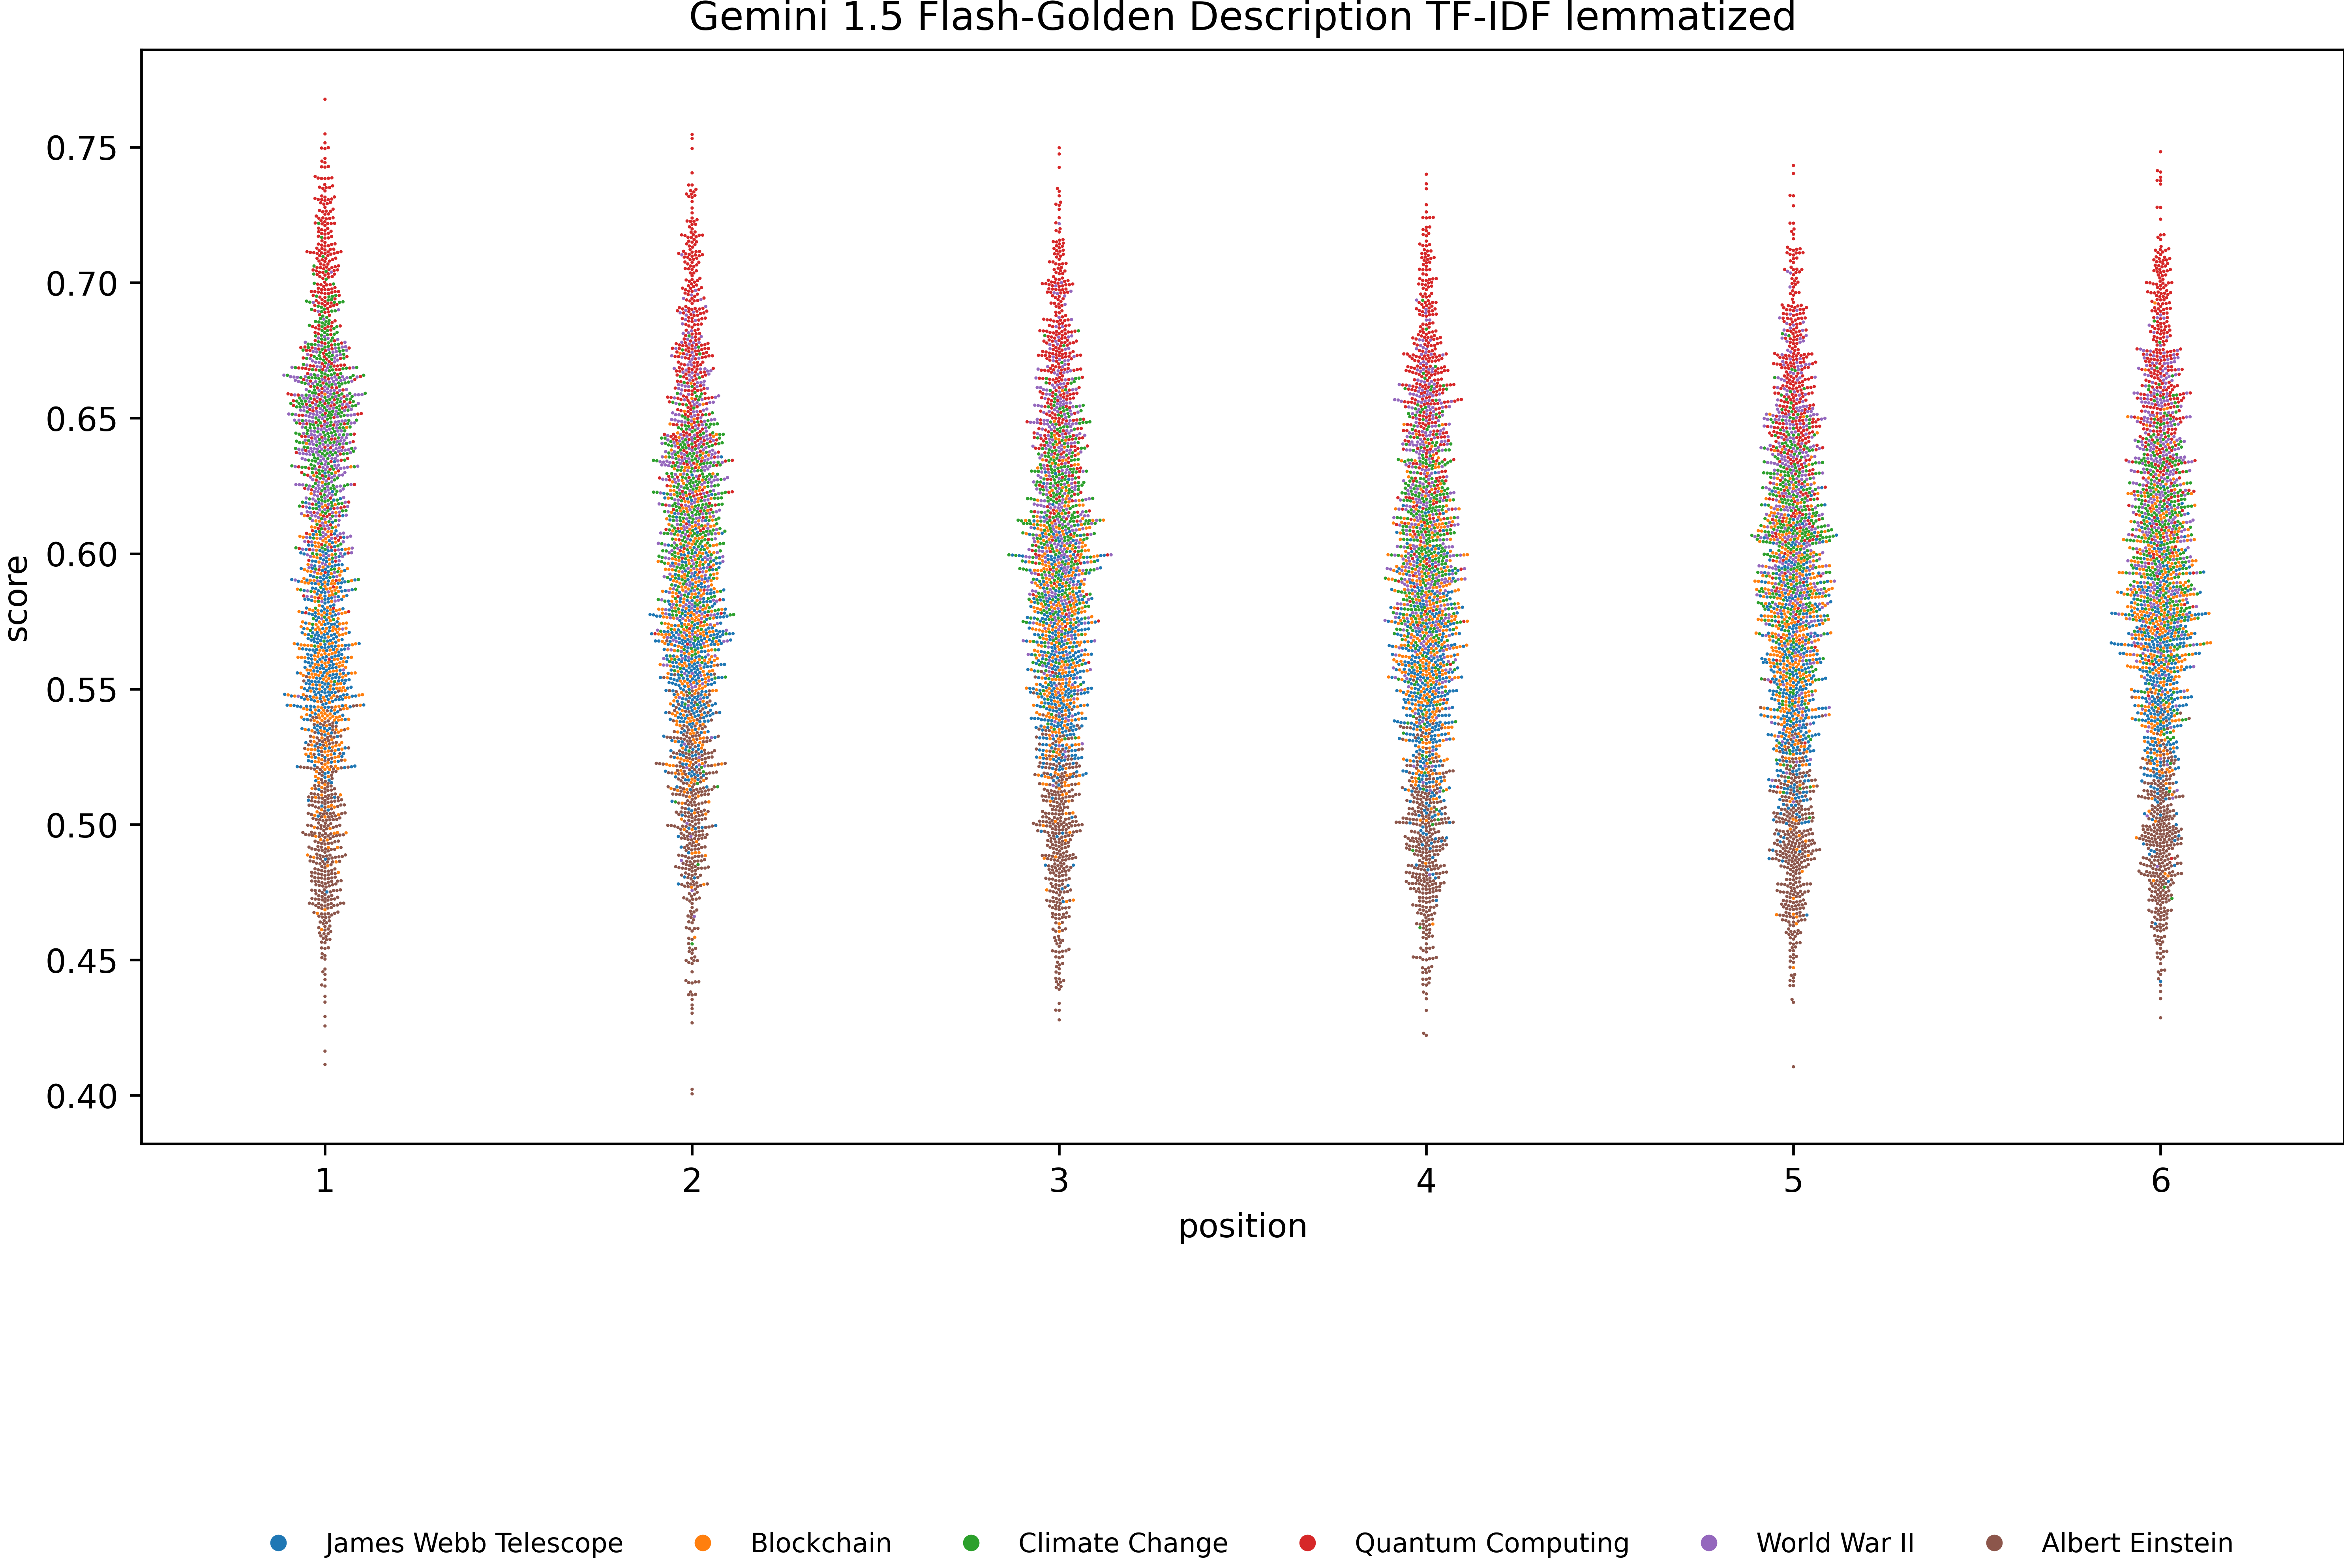 Gemini 1.5 Flash-Golden Description TF-IDF lemmatized
score
0.75
0.70
0.65
0.60
0.55
0.50
0.45
0.40
1 2 3 4 5 6
position
James Webb Telescope Blockchain Climate Change Quantum Computing World War II Albert Einstein